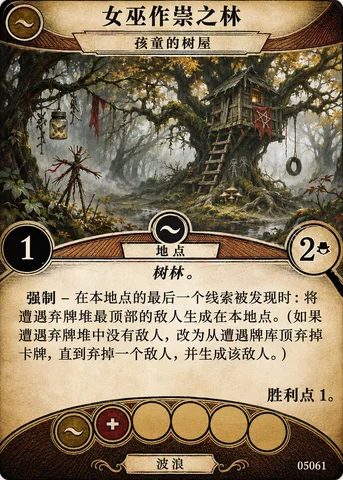 女巫作祟之林
孩童的树屋
1
地点
2
树林。
强制 – 在本地点的最后一个线索被发现时：将
遭遇弃牌堆最顶部的敌人生成在本地点。（如果
遭遇弃牌堆中没有敌人，改为从遭遇牌库顶弃掉
卡牌，直到弃掉一个敌人，并生成该敌人。）
胜利点 1。
波浪
05061